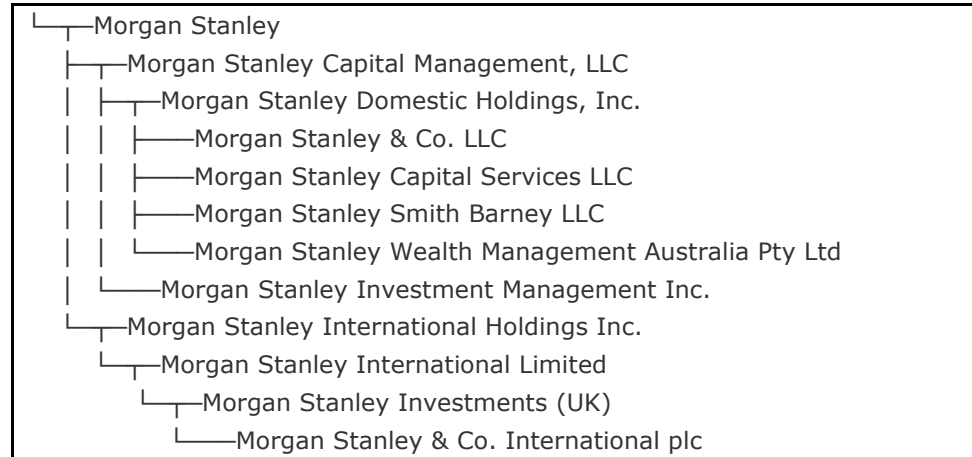 Morgan Stanley
Morgan Stanley Capital Management, LLC
Morgan Stanley Domestic Holdings, Inc.
Morgan Stanley & Co. LLC
Morgan Stanley Capital Services LLC
Morgan Stanley Smith Barney LLC
Morgan Stanley Wealth Management Australia Pty Ltd
Morgan Stanley Investment Management Inc.
Morgan Stanley International Holdings Inc.
Morgan Stanley International Limited
Morgan Stanley Investments (UK)
Morgan Stanley & Co. International plc